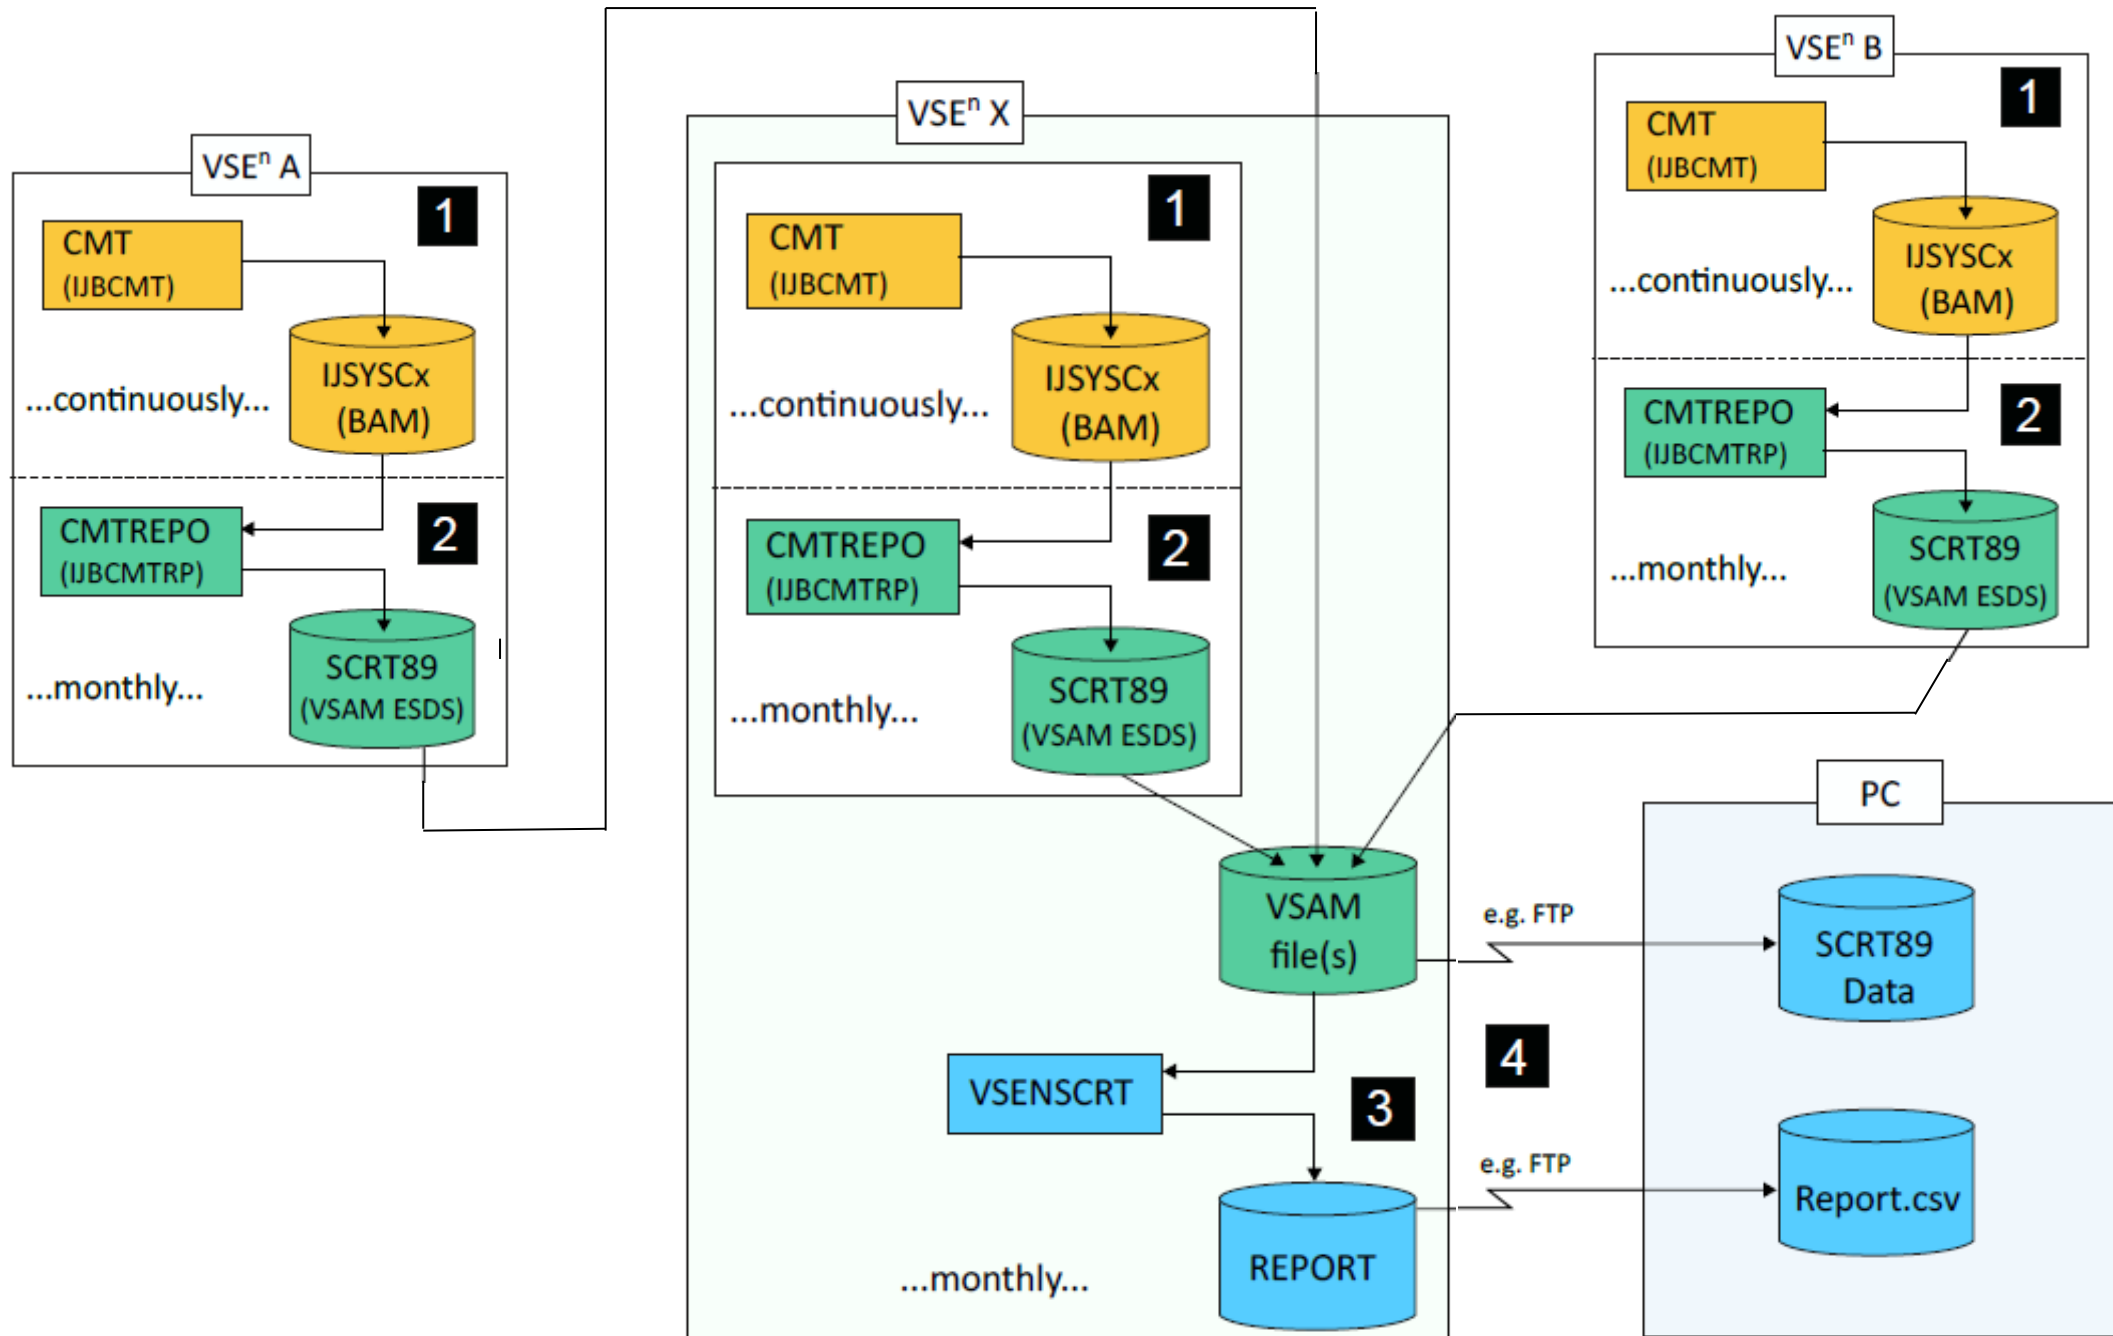 VSEⁿ A
1
CMT
(IJBCMT)
IJSYSCx
(BAM)
...continuously...
2
CMTREPO
(IJBCMTRP)
SCRT89
(VSAM ESDS)
...monthly...
VSEⁿ X
1
CMT
(IJBCMT)
IJSYSCx
(BAM)
...continuously...
2
CMTREPO
(IJBCMTRP)
SCRT89
(VSAM ESDS)
...monthly...
VSAM
file(s)
VSENSCRT
3
REPORT
...monthly...
VSEⁿ B
1
CMT
(IJBCMT)
IJSYSCx
(BAM)
...continuously...
2
CMTREPO
(IJBCMTRP)
SCRT89
(VSAM ESDS)
...monthly...
e.g. FTP
4
e.g. FTP
PC
SCRT89
Data
Report.csv